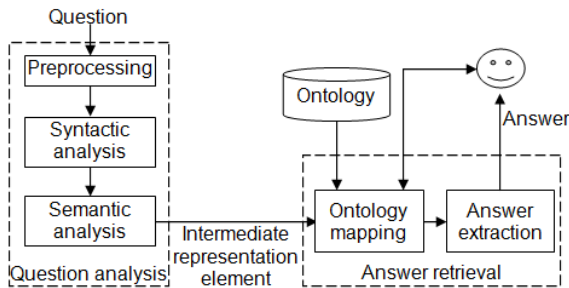 Question
Preprocessing
Syntactic
analysis
Semantic
analysis
Question analysis
Intermediate
representation
element
Ontology
Ontology
mapping
Answer
extraction
Answer
Answer retrieval